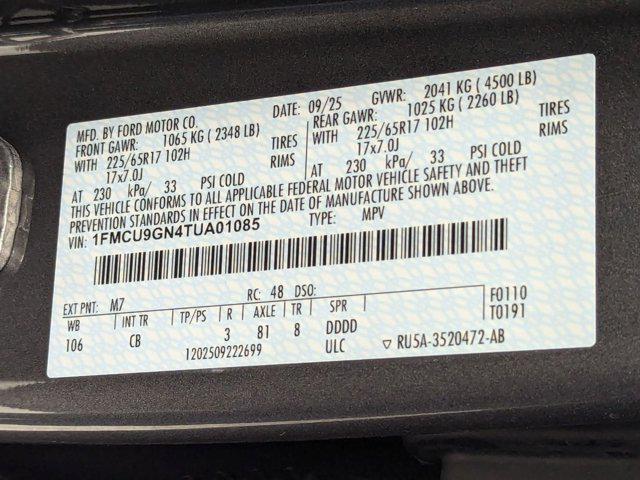 MFD. BY FORD MOTOR CO. DATE: 09/25 GVWR: 2041 KG ( 4500 LB)
FRONT GAWR: 1065 KG ( 2348 LB) REAR GAWR: 1025 KG ( 2260 LB)
WITH 225/65R17 102H TIRES WITH 225/65R17 102H TIRES
17x7.0J RIMS 17x7.0J RIMS
AT 230 kPa/ 33 PSI COLD AT 230 kPa/ 33 PSI COLD
THIS VEHICLE CONFORMS TO ALL APPLICABLE FEDERAL MOTOR VEHICLE SAFETY AND THEFT
PREVENTION STANDARDS IN EFFECT ON THE DATE OF MANUFACTURE SHOWN ABOVE.
VIN: 1FMCU9GN4TUA01085 TYPE: MPV
EXT PNT: M7 RC: 48 DSO: F0110
WB INT TR TP/PS R AXLE TR SPR T0191
106 CB 3 81 8 DDDD
1202509222699 ULC ▽ RU5A-3520472-AB